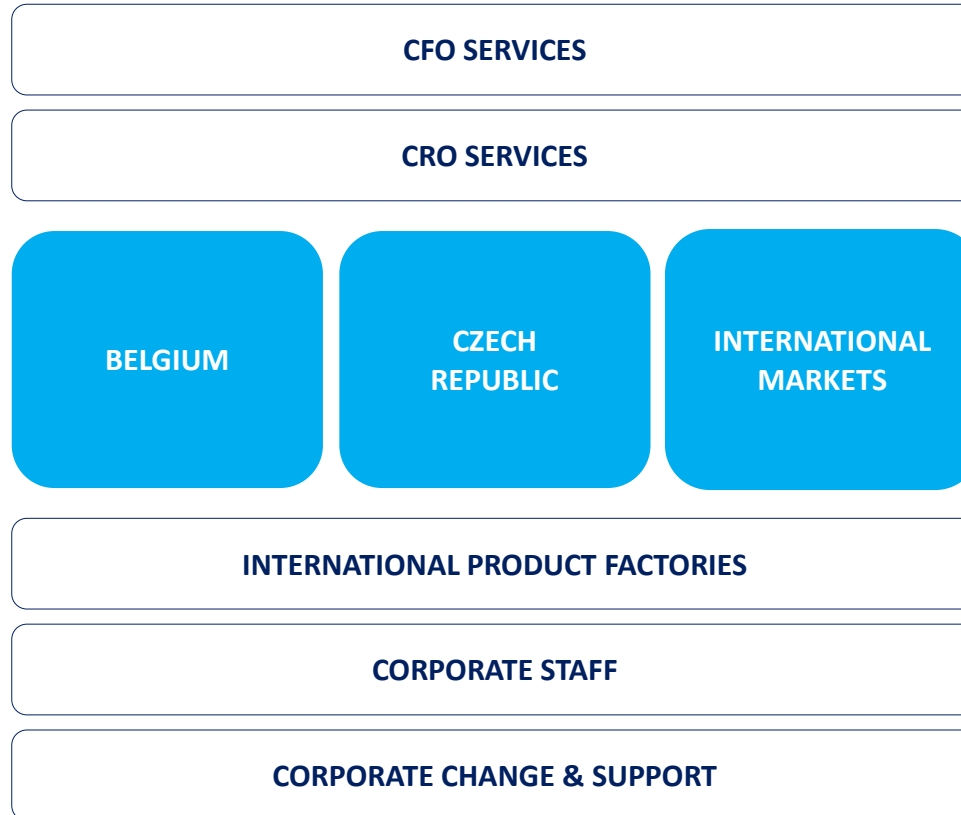 CFO SERVICES
CRO SERVICES
BELGIUM
CZECH
REPUBLIC
INTERNATIONAL
MARKETS
INTERNATIONAL PRODUCT FACTORIES
CORPORATE STAFF
CORPORATE CHANGE & SUPPORT